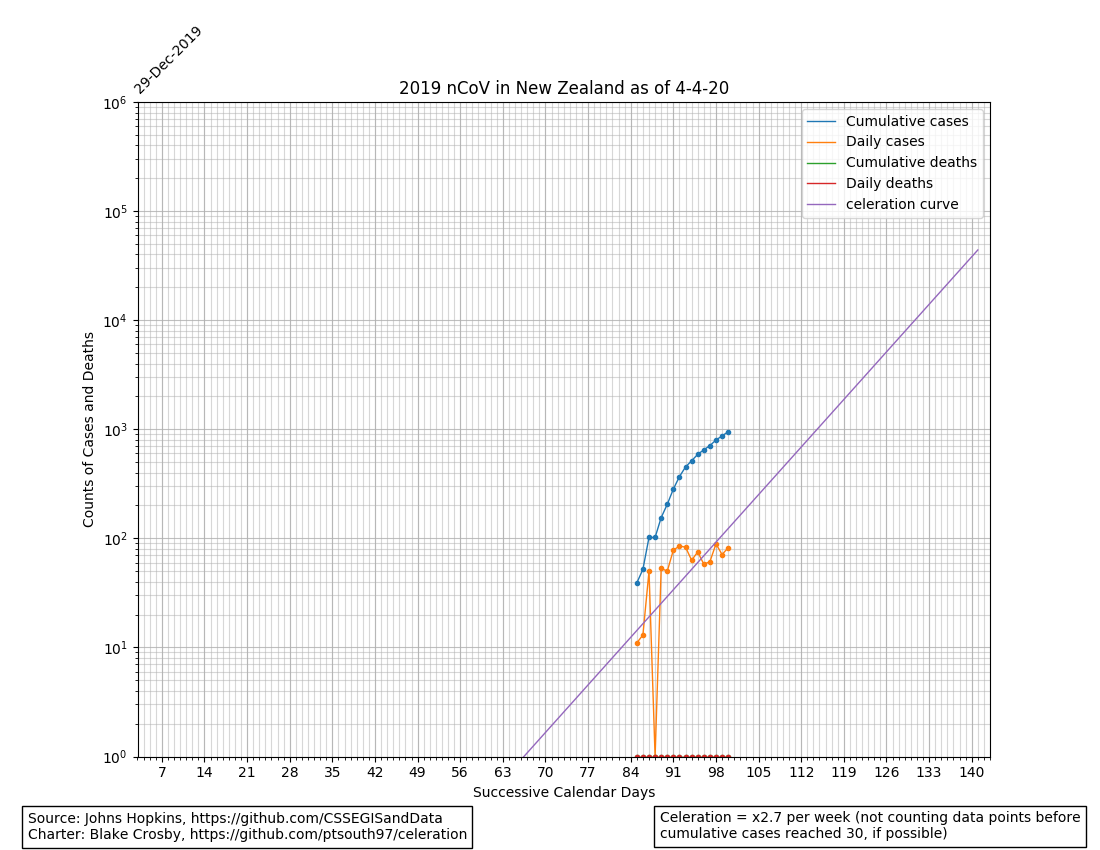 29-Dec-2019
2019 nCoV in New Zealand as of 4-4-20
Cumulative cases
Daily cases
Cumulative deaths
Daily deaths
celeration curve
Counts of Cases and Deaths
10^6
10^5
10^4
10^3
10^2
10^1
10^0
7 14 21 28 35 42 49 56 63 70 77 84 91 98 105 112 119 126 133 140
Successive Calendar Days
Source: Johns Hopkins, https://github.com/CSSEGISandData
Charter: Blake Crosby, https://github.com/ptsouth97/celeration
Celeration = x2.7 per week (not counting data points before
cumulative cases reached 30, if possible)